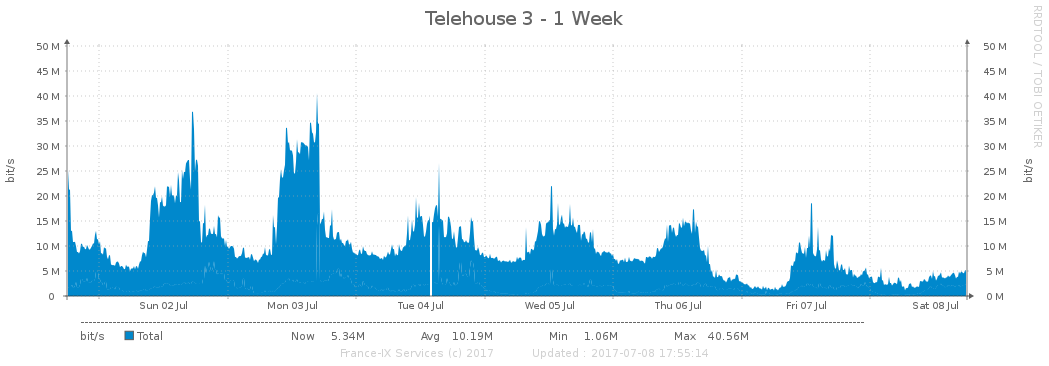 Telehouse 3 - 1 Week
RRDTOOL / TOBI OETIKER
bit/s
50 M 50 M
45 M 45 M
40 M 40 M
35 M 35 M
30 M 30 M
25 M 25 M
20 M 20 M
15 M 15 M
10 M 10 M
5 M 5 M
0 0 M
bit/s
Sun 02 Jul Mon 03 Jul Tue 04 Jul Wed 05 Jul Thu 06 Jul Fri 07 Jul Sat 08 Jul
bit/s Total Now 5.34M Avg 10.19M Min 1.06M Max 40.56M
France-IX Services (c) 2017 Updated : 2017-07-08 17:55:14